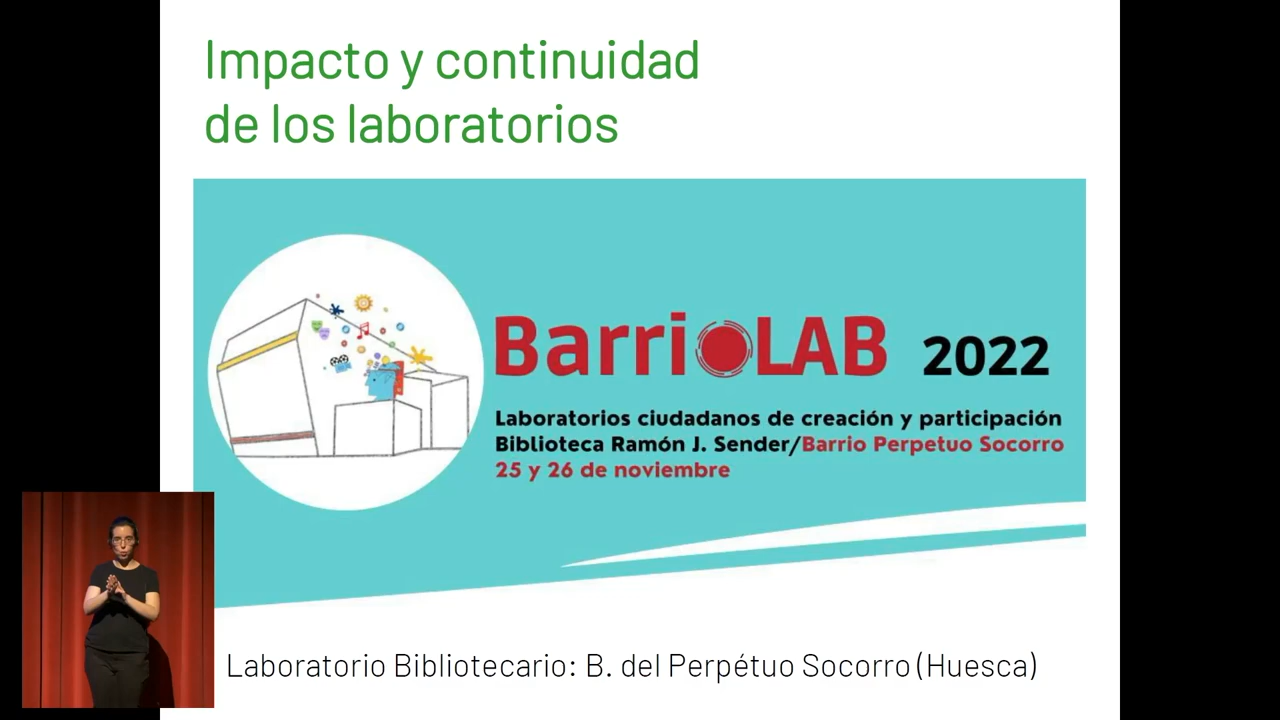 Impacto y continuidad
de los laboratorios
BarrioLAB 2022
Laboratorios ciudadanos de creación y participación
Biblioteca Ramón J. Sender/Barrio Perpetuo Socorro
25 y 26 de noviembre
Laboratorio Bibliotecario: B. del Perpétuo Socorro (Huesca)